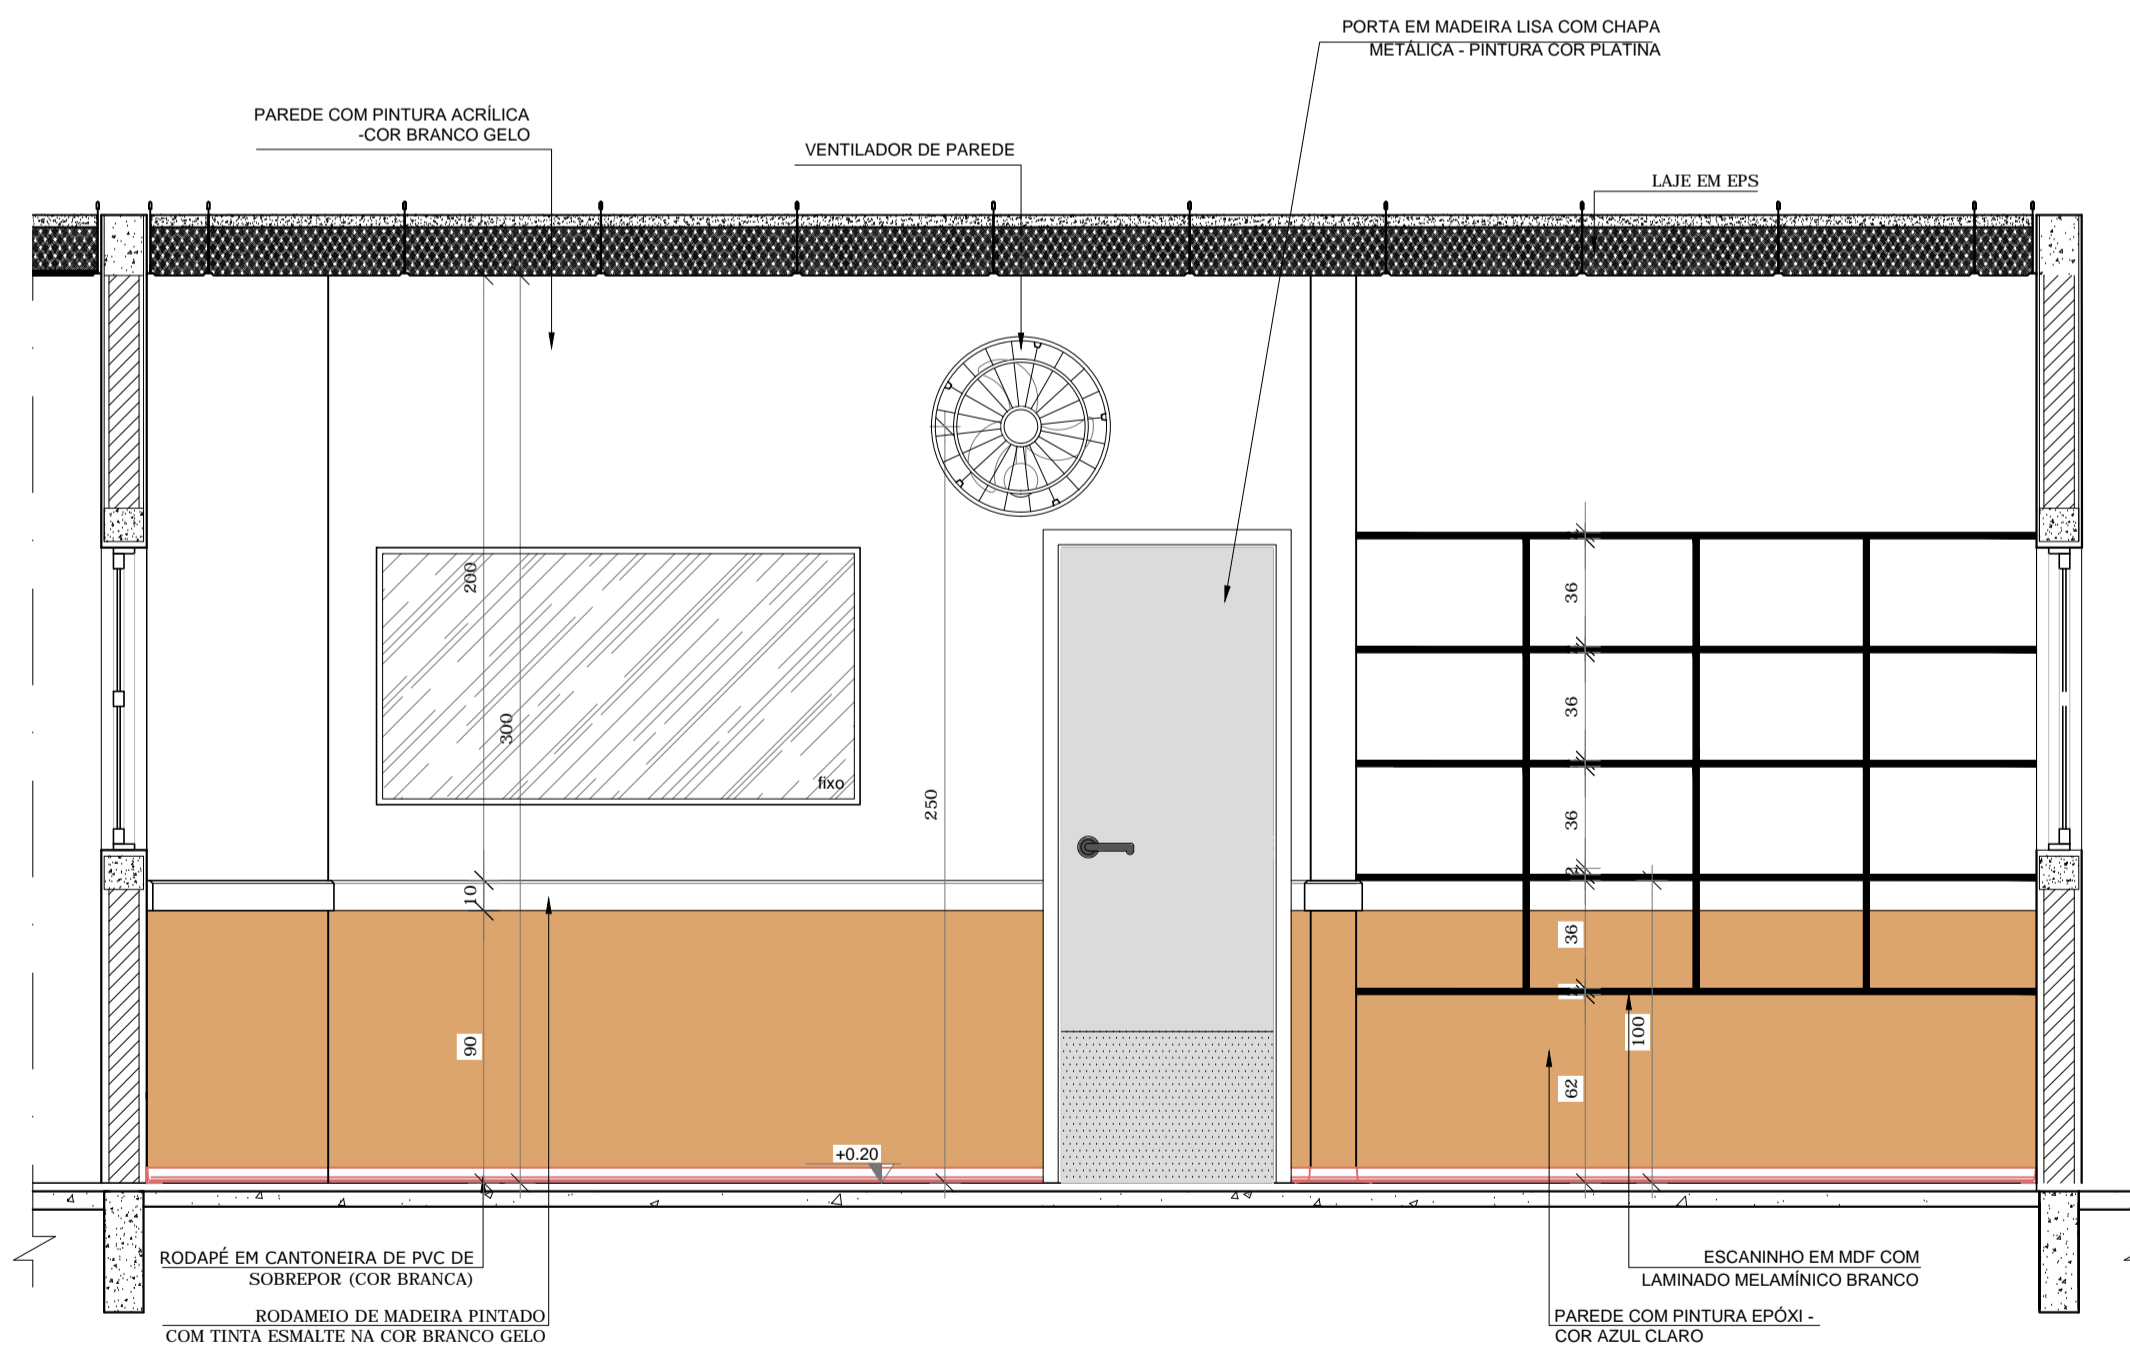 PORTA EM MADEIRA LISA COM CHAPA
METÁLICA - PINTURA COR PLATINA
PAREDE COM PINTURA ACRÍLICA
-COR BRANCO GELO
VENTILADOR DE PAREDE
LAJE EM EPS
200
300
fixo
250
10
90
+0.20
36
36
36
2
36
100
62
RODAPÉ EM CANTONEIRA DE PVC DE
SOBREPOR (COR BRANCA)
RODAMEIO DE MADEIRA PINTADO
COM TINTA ESMALTE NA COR BRANCO GELO
ESCANINHO EM MDF COM
LAMINADO MELAMÍNICO BRANCO
PAREDE COM PINTURA EPÓXI -
COR AZUL CLARO